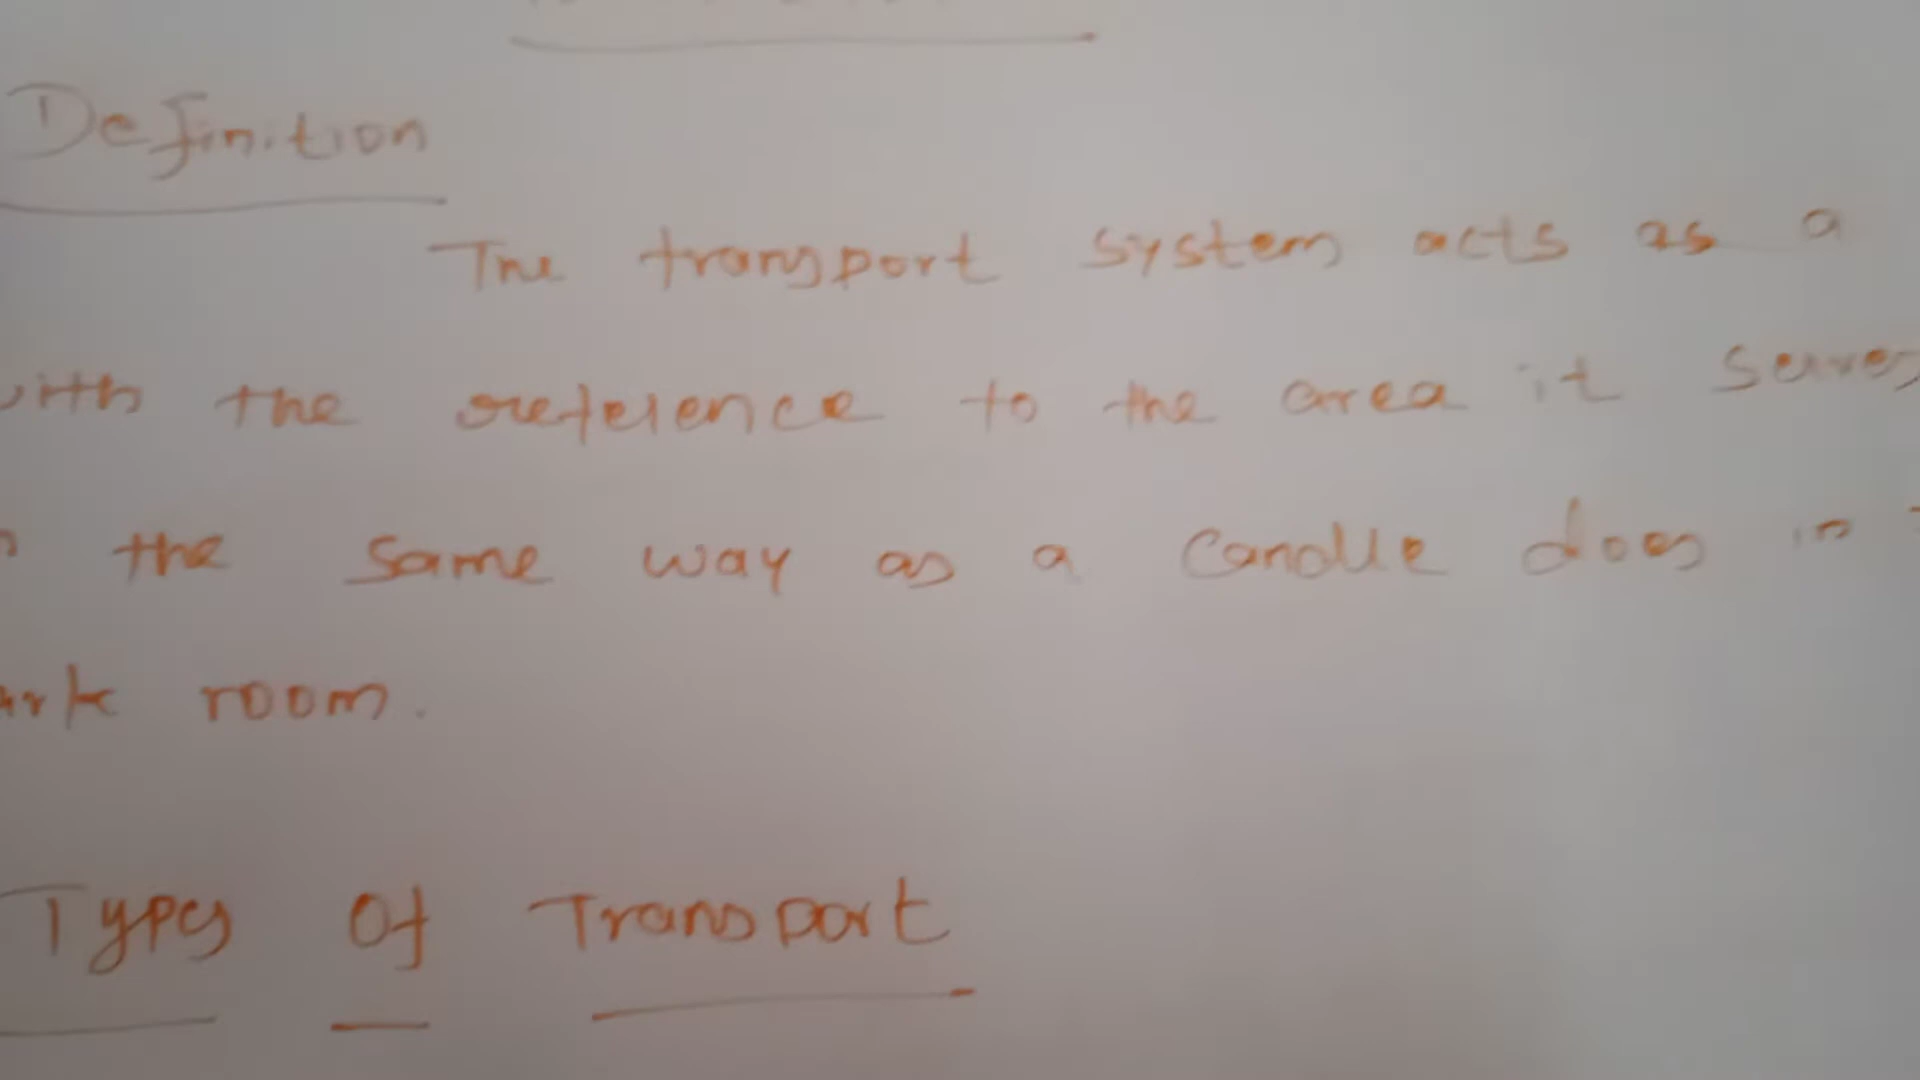 Definition
The transport system acts as a
with the reference to the area it serves
the same way as a candle does in
room.
Types Of Transport